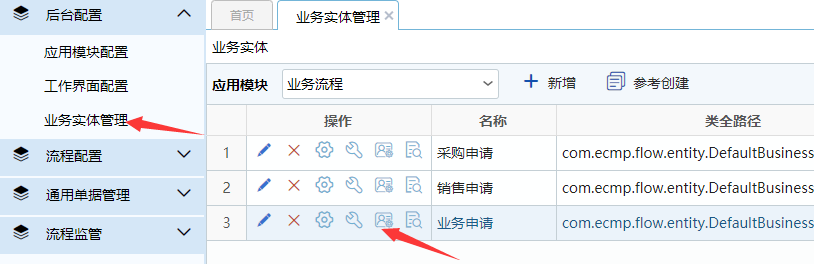 后台配置
应用模块配置
工作界面配置
业务实体管理
流程配置
通用单据管理
流程监管
首页
业务实体管理
业务实体
应用模块 业务流程 新增 参考创建
操作 名称 类全路径
1 采购申请 com.ecmp.flow.entity.DefaultBusiness
2 销售申请 com.ecmp.flow.entity.DefaultBusiness
3 业务申请 com.ecmp.flow.entity.DefaultBusiness